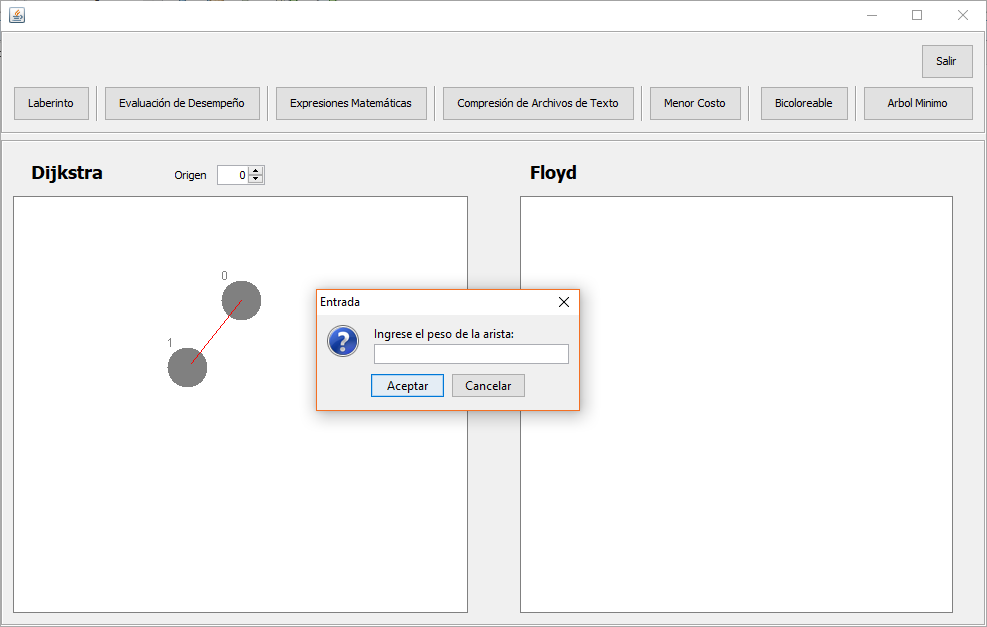 Salir
Laberinto Evaluación de Desempeño Expresiones Matemáticas Compresión de Archivos de Texto Menor Costo Bicoloreable Arbol Minimo
Dijkstra Origen 0 Floyd
0
1
Entrada
Ingrese el peso de la arista:
Aceptar Cancelar